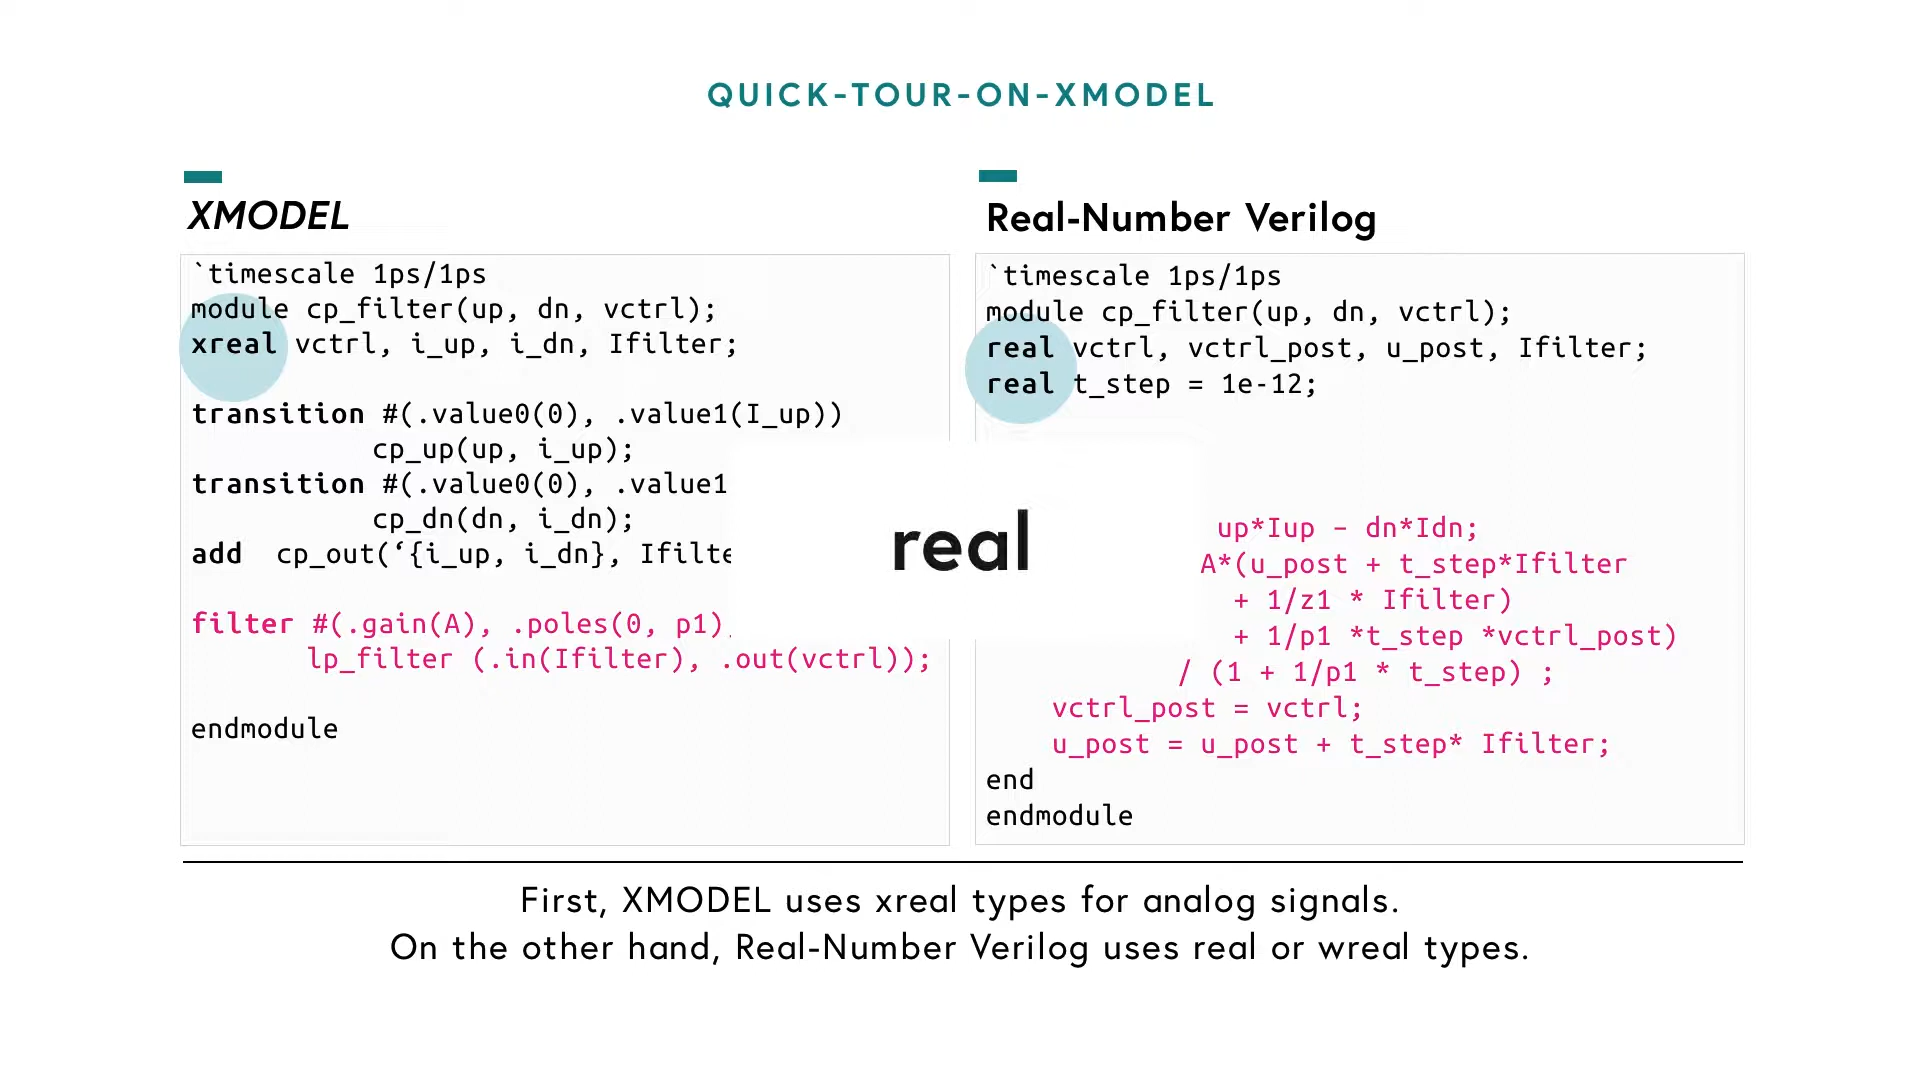 QUICK-TOUR-ON-XMODEL
XMODEL
`timescale 1ps/1ps
module cp_filter(up, dn, vctrl);
xreal vctrl, i_up, i_dn, Ifilter;
transition #(.value0(0), .value1(I_up))
cp_up(up, i_up);
transition #(.value0(0), .value1
cp_dn(dn, i_dn);
add cp_out(‘{i_up, i_dn}, Ifilte
filter #(.gain(A), .poles(0, p1)
lp_filter (.in(Ifilter), .out(vctrl));
endmodule
Real-Number Verilog
`timescale 1ps/1ps
module cp_filter(up, dn, vctrl);
real vctrl, vctrl_post, u_post, Ifilter;
real t_step = 1e-12;
up*Iup – dn*Idn;
A*(u_post + t_step*Ifilter
+ 1/z1 * Ifilter)
+ 1/p1 *t_step *vctrl_post)
/ (1 + 1/p1 * t_step) ;
vctrl_post = vctrl;
u_post = u_post + t_step* Ifilter;
end
endmodule
real
First, XMODEL uses xreal types for analog signals.
On the other hand, Real-Number Verilog uses real or wreal types.